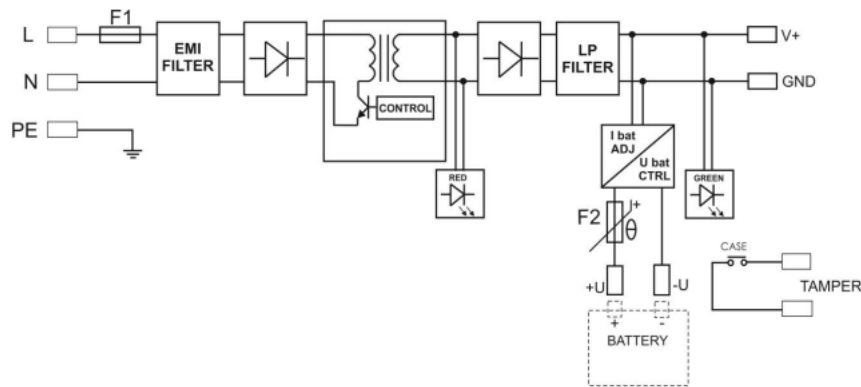 F1
L
EMI
FILTER
LP
FILTER
V+
N
CONTROL
GND
PE
I bat
ADJ
U bat
CTRL
RED
GREEN
F2
I+
θ
CASE
+U
-U
TAMPER
+ -
BATTERY